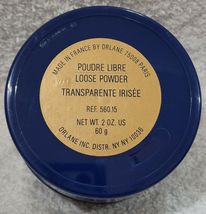 MADE IN FRANCE BY ORLANE 75008 PARIS
POUDRE LIBRE
LOOSE POWDER
TRANSPARENTE IRISÉE
REF. 560.15
NET WT. 2 OZ. US
60 g
ORLANE INC. DISTR. NY NY 10036